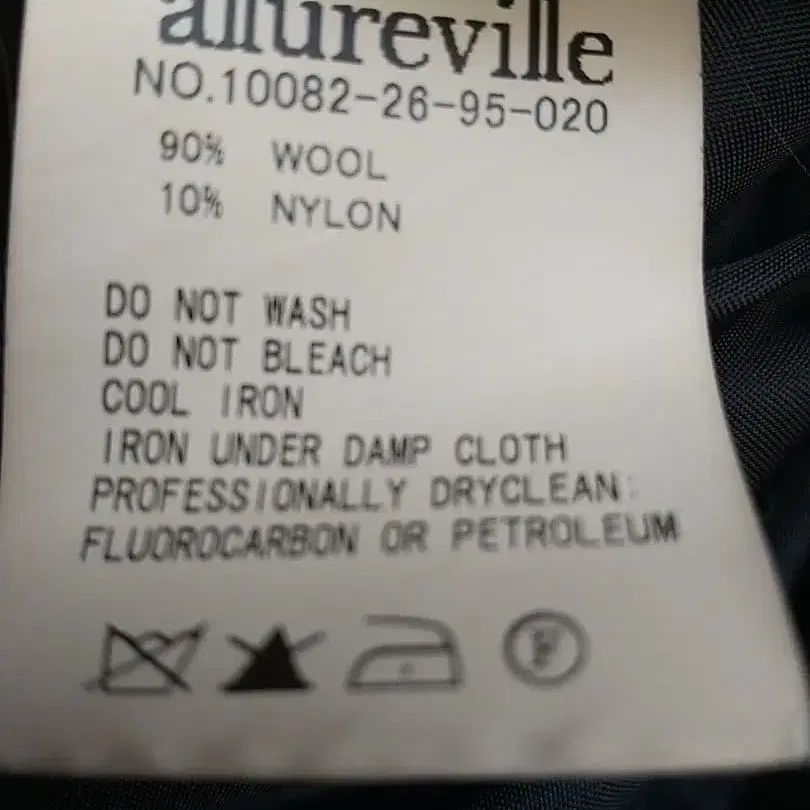 allureville
NO.10082-26-95-020
90% WOOL
10% NYLON
DO NOT WASH
DO NOT BLEACH
COOL IRON
IRON UNDER DAMP CLOTH
PROFESSIONALLY DRYCLEAN:
FLUOROCARBON OR PETROLEUM
F